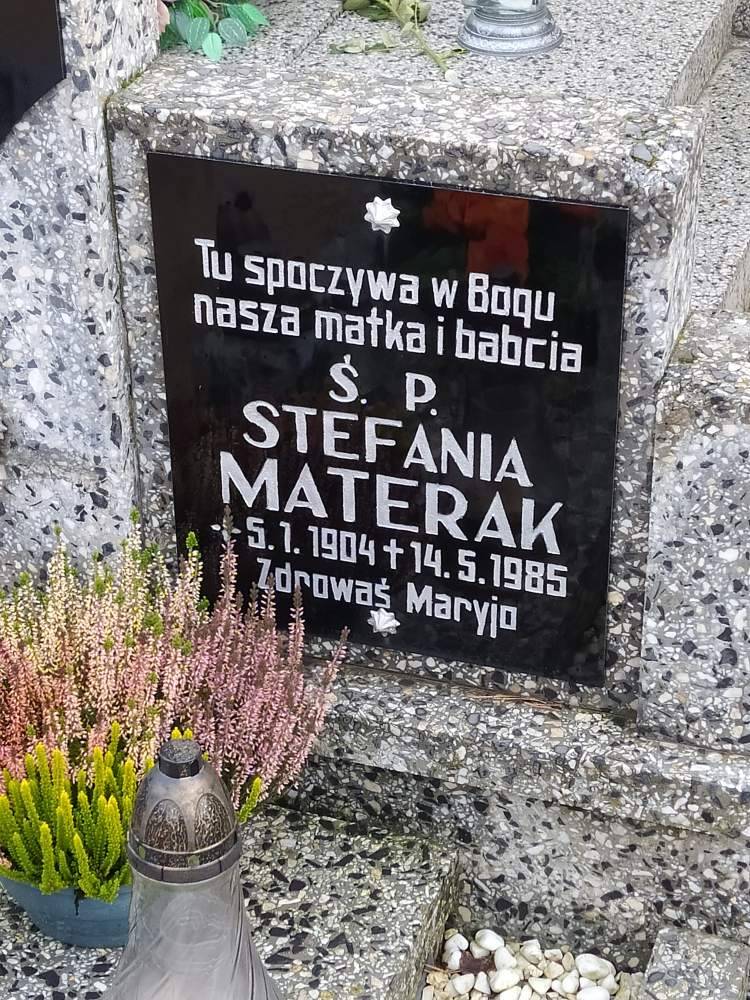 Tu spoczywa w Bogu
nasza matka i babcia
Ś. P.
STEFANIA
MATERAK
5. 1. 1904 + 14. 5. 1985
Zdrowaś Maryjo